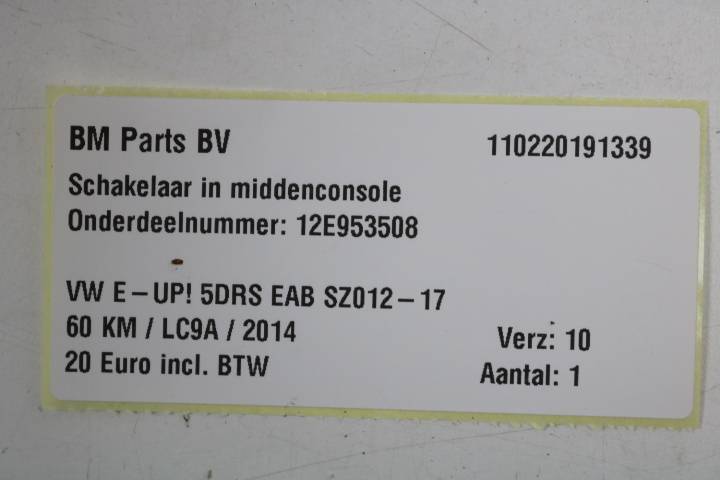 BM Parts BV 110220191339
Schakelaar in middenconsole
Onderdeelnummer: 12E953508
VW E-UP! 5DRS EAB SZ012-17
60 KM / LC9A / 2014 Verz: 10
20 Euro incl. BTW Aantal: 1